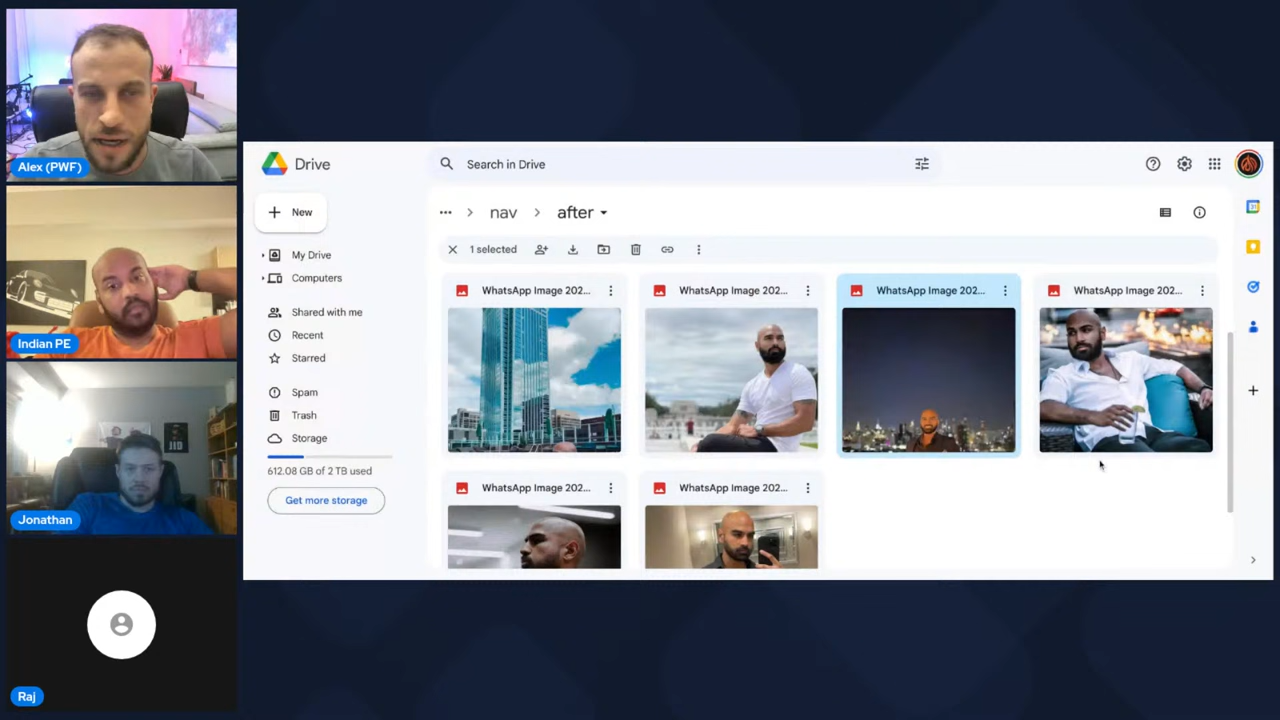 Alex (PWF)
Indian PE
Jonathan
Raj
Drive
Search in Drive
New
nav
after
1 selected
My Drive
Computers
Shared with me
Recent
Starred
Spam
Trash
Storage
612.08 GB of 2 TB used
Get more storage
WhatsApp Image 202...
WhatsApp Image 202...
WhatsApp Image 202...
WhatsApp Image 202...
WhatsApp Image 202...
WhatsApp Image 202...
31